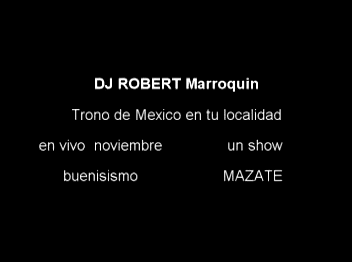 DJ ROBERT Marroquin
Trono de Mexico en tu localidad
en vivo noviembre un show
buenisismo MAZATE